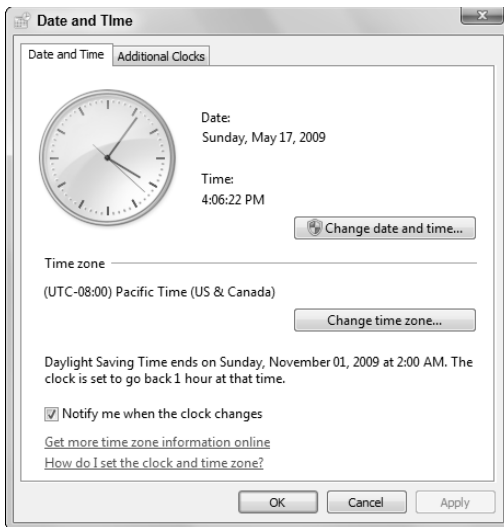 Date and TIme
Date and Time
Additional Clocks
Date:
Sunday, May 17, 2009
Time:
4:06:22 PM
Change date and time...
Time zone
(UTC-08:00) Pacific Time (US & Canada)
Change time zone...
Daylight Saving Time ends on Sunday, November 01, 2009 at 2:00 AM. The
clock is set to go back 1 hour at that time.
Notify me when the clock changes
Get more time zone information online
How do I set the clock and time zone?
OK
Cancel
Apply